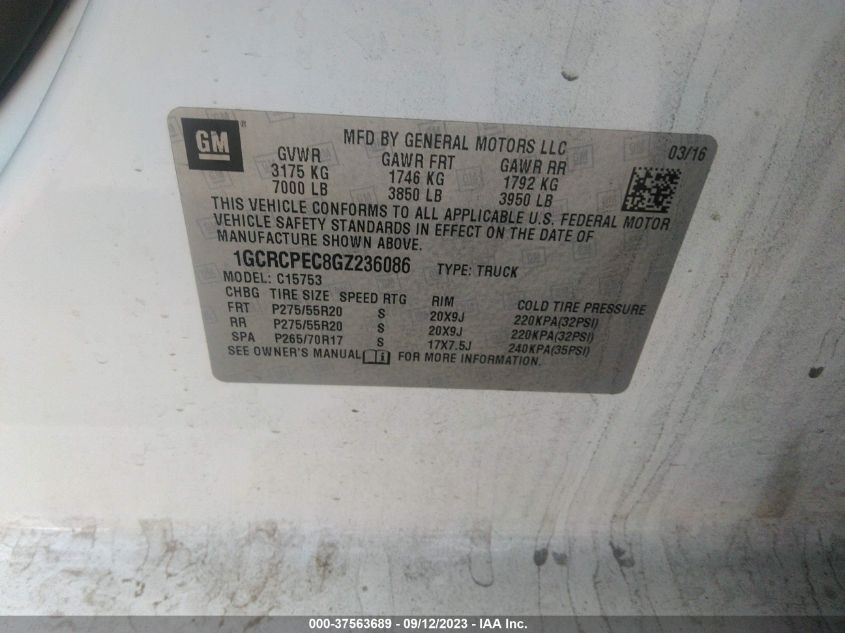 GM ®
MFD BY GENERAL MOTORS LLC 03/16
GVWR GAWR FRT GAWR RR
3175 KG 1746 KG 1792 KG
7000 LB 3850 LB 3950 LB
THIS VEHICLE CONFORMS TO ALL APPLICABLE U.S. FEDERAL MOTOR
VEHICLE SAFETY STANDARDS IN EFFECT ON THE DATE OF
MANUFACTURE SHOWN ABOVE.
1GCRCPEC8GZ236086 TYPE: TRUCK
MODEL: C15753
CHBG TIRE SIZE SPEED RTG RIM COLD TIRE PRESSURE
FRT P275/55R20 S 20X9J 220KPA(32PSI)
RR P275/55R20 S 20X9J 220KPA(32PSI)
SPA P265/70R17 S 17X7.5J 240KPA(35PSI)
SEE OWNER'S MANUAL i FOR MORE INFORMATION.
000-37563689 - 09/12/2023 - IAA Inc.